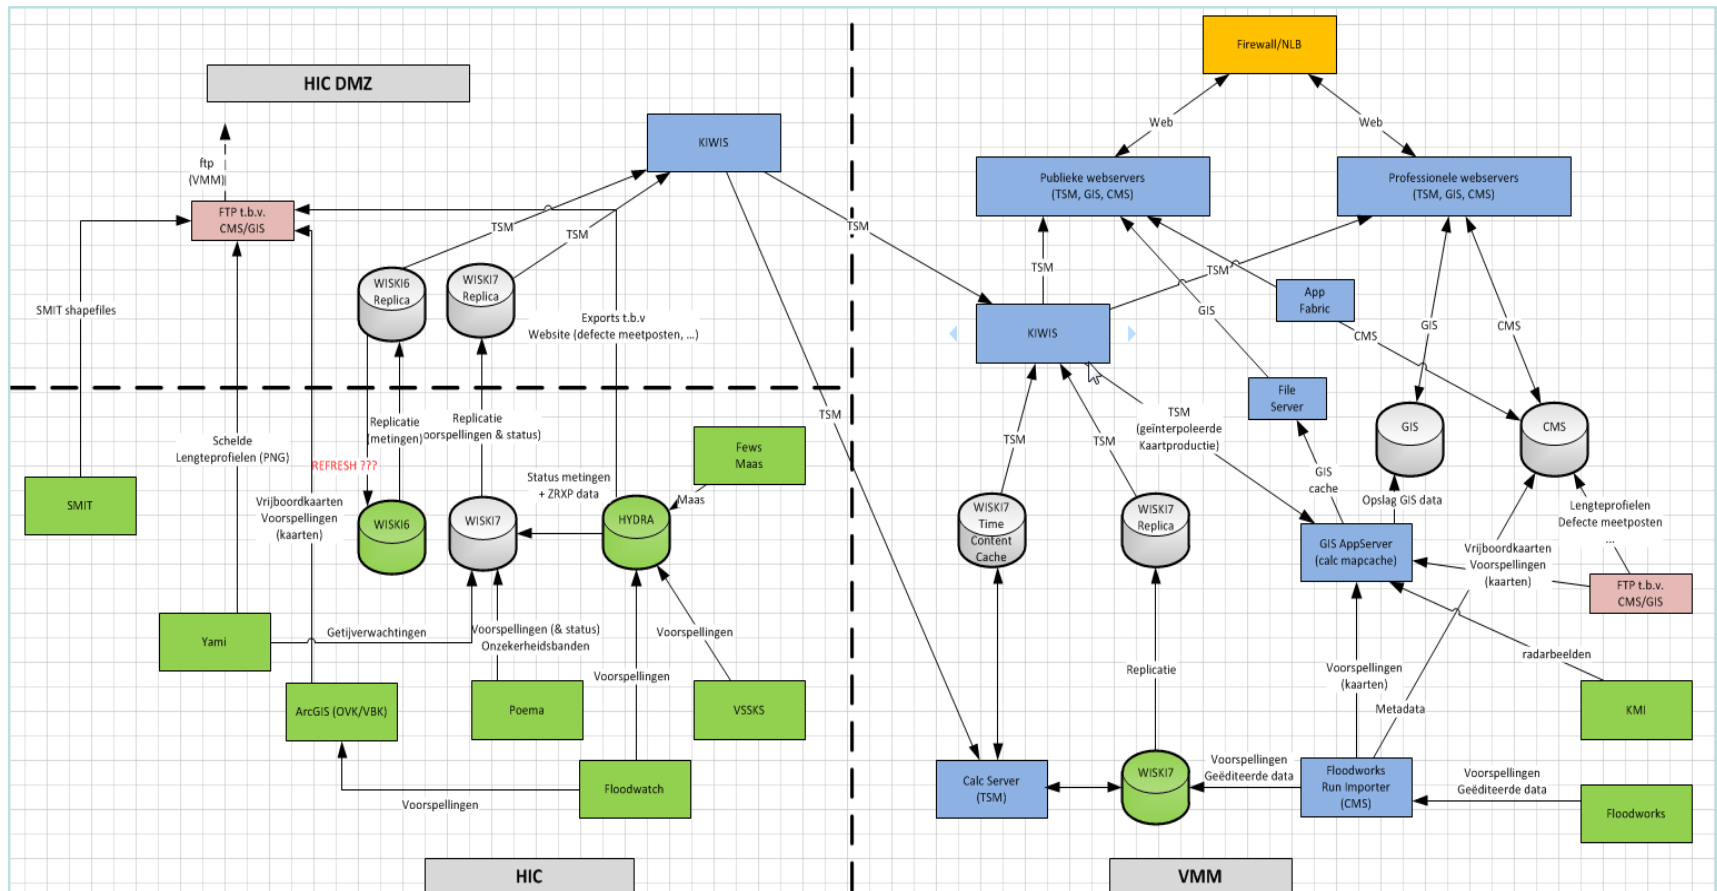 HIC DMZ
ftp
(VMM)
FTP t.b.v.
CMS/GIS
KIWIS
TSM
TSM
WISKI6
Replica
WISKI7
Replica
SMIT shapefiles
Exports t.b.v
Website (defecte meetposten, ...)
TSM
TSM
Schelde
Lengteprofielen (PNG)
Replicatie
(metingen)
Replicatie
oorspellingen & status)
REFRESH ???
Fews
Maas
Status metingen
+ ZRXP data
Maas
SMIT
Vrijboordkaarten
Voorspellingen
(kaarten)
WISKI6
WISKI7
HYDRA
Yami
Getijverwachtingen
Voorspellingen (& status)
Onzekerheidsbanden
Voorspellingen
Voorspellingen
ArcGIS (OVK/VBK)
Poema
VSSKS
Floodwatch
Voorspellingen
HIC
Firewall/NLB
Web
Web
Publieke webservers
(TSM, GIS, CMS)
Professionele webservers
(TSM, GIS, CMS)
TSM
TSM
App
Fabric
GIS
KIWIS
CMS
GIS
CMS
File
Server
TSM
(geïnterpoleerde
Kaartproductie)
TSM
TSM
GIS
CMS
GIS
cache
Opslag GIS data
Lengteprofielen
Defecte meetposten
...
WISKI7
Time
Content
Cache
WISKI7
Replica
GIS AppServer
(calc mapcache)
Vrijboordkaarten
Voorspellingen
(kaarten)
FTP t.b.v.
CMS/GIS
radarbeelden
Replicatie
Voorspellingen
(kaarten)
Metadata
KMI
Calc Server
(TSM)
WISKI7
Voorspellingen
Geëditeerde data
Floodworks
Run Importer
(CMS)
Voorspellingen
Geëditeerde data
Floodworks
VMM